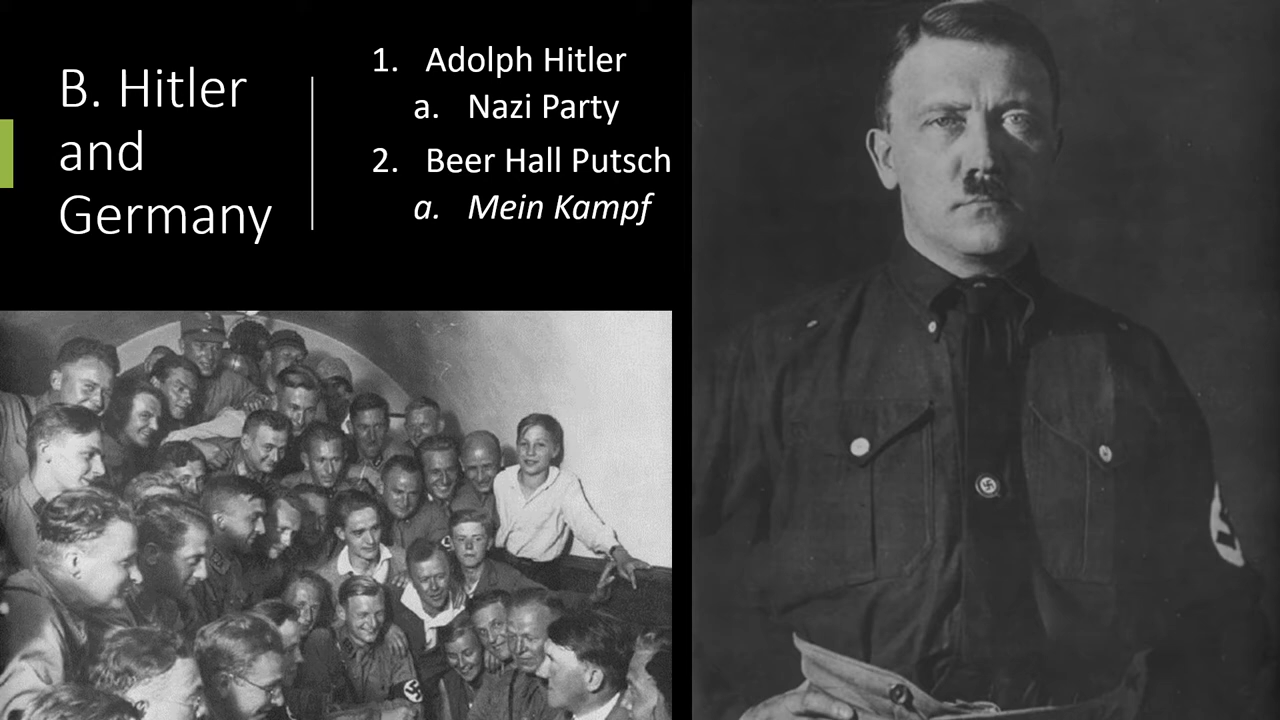 B. Hitler
and
Germany
1. Adolph Hitler
a. Nazi Party
2. Beer Hall Putsch
a. Mein Kampf